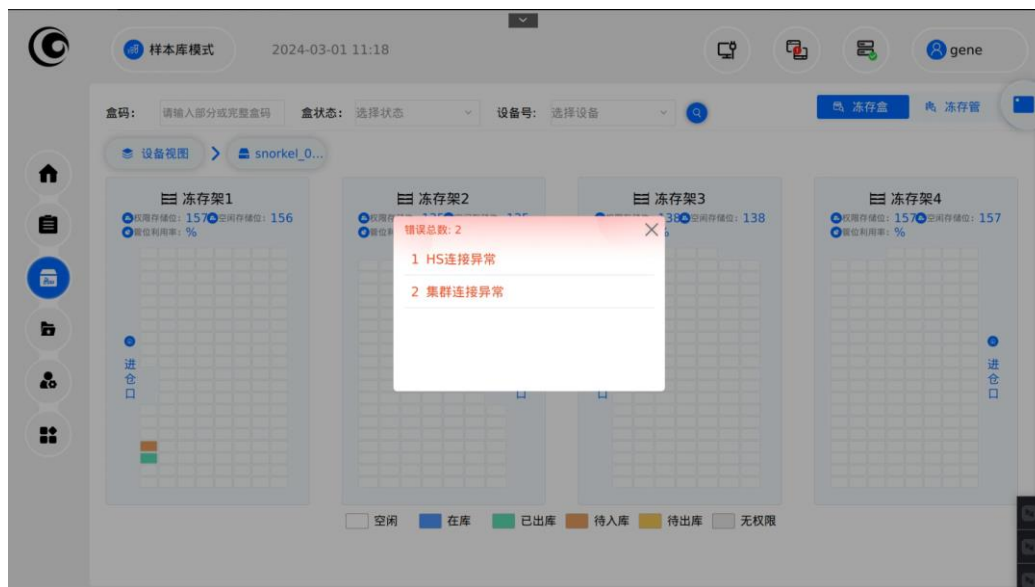 样本库模式 2024-03-01 11:18 gene
盒码： 请输入部分或完整盒码 盒状态： 选择状态 设备号： 选择设备 冻存盒 冻存管
设备视图 snorkel_0...
冻存架1 冻存架2 冻存架3 冻存架4
权限存储位: 157 空闲存储位: 156
管位利用率: %
138 空闲存储位: 138
权限存储位: 157 空闲存储位: 157
管位利用率: %
错误总数: 2
1 HS连接异常
2 集群连接异常
进仓口
进仓口
空闲 在库 已出库 待入库 待出库 无权限